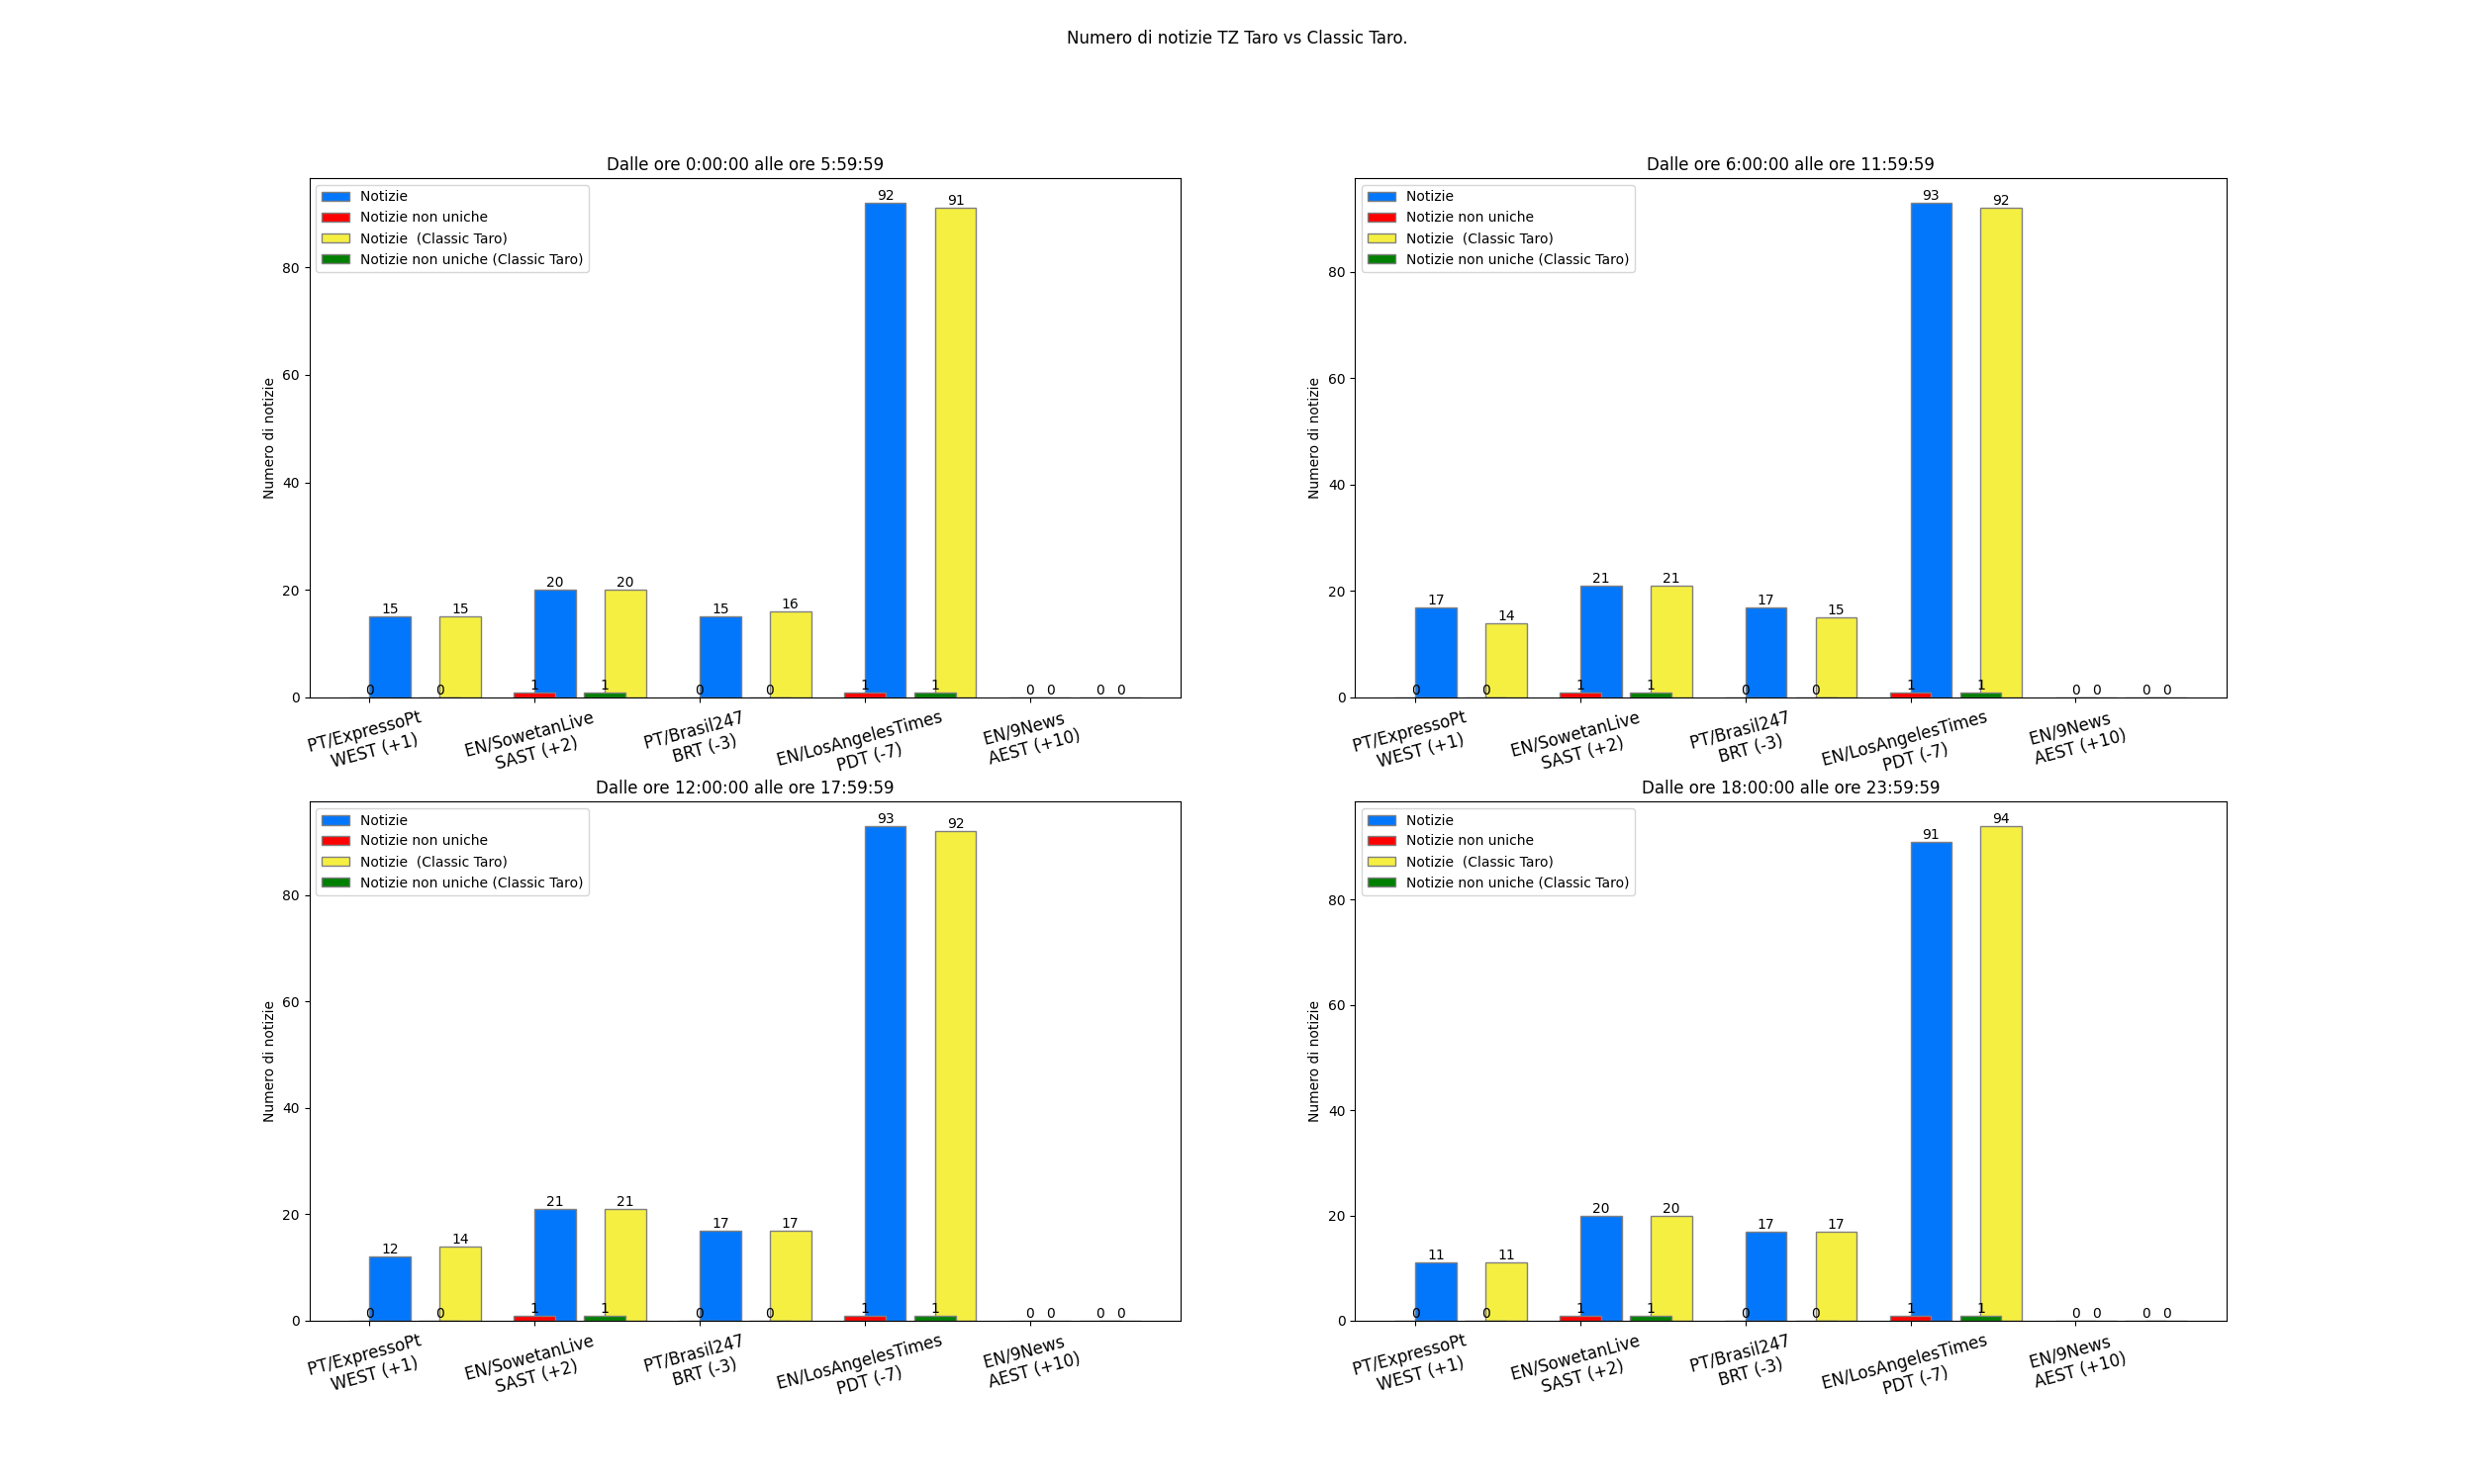 Numero di notizie TZ Taro vs Classic Taro.
Dalle ore 0:00:00 alle ore 5:59:59
Notizie
Notizie non uniche
Notizie  (Classic Taro)
Notizie non uniche (Classic Taro)
Numero di notizie
80
60
40
20
0
92
91
20
20
15
15
15
16
0
0
1
1
0
0
1
1
0
0
0
0
PT/ExpressoPt
WEST (+1)
EN/SowetanLive
SAST (+2)
PT/Brasil247
BRT (-3)
EN/LosAngelesTimes
PDT (-7)
EN/9News
AEST (+10)
Dalle ore 6:00:00 alle ore 11:59:59
Notizie
Notizie non uniche
Notizie  (Classic Taro)
Notizie non uniche (Classic Taro)
Numero di notizie
80
60
40
20
0
93
92
21
21
17
14
17
15
0
0
1
1
0
0
1
1
0
0
0
0
PT/ExpressoPt
WEST (+1)
EN/SowetanLive
SAST (+2)
PT/Brasil247
BRT (-3)
EN/LosAngelesTimes
PDT (-7)
EN/9News
AEST (+10)
Dalle ore 12:00:00 alle ore 17:59:59
Notizie
Notizie non uniche
Notizie  (Classic Taro)
Notizie non uniche (Classic Taro)
Numero di notizie
80
60
40
20
0
93
92
21
21
12
14
17
17
0
0
1
1
0
0
1
1
0
0
0
0
PT/ExpressoPt
WEST (+1)
EN/SowetanLive
SAST (+2)
PT/Brasil247
BRT (-3)
EN/LosAngelesTimes
PDT (-7)
EN/9News
AEST (+10)
Dalle ore 18:00:00 alle ore 23:59:59
Notizie
Notizie non uniche
Notizie  (Classic Taro)
Notizie non uniche (Classic Taro)
Numero di notizie
80
60
40
20
0
91
94
20
20
11
11
17
17
0
0
1
1
0
0
1
1
0
0
0
0
PT/ExpressoPt
WEST (+1)
EN/SowetanLive
SAST (+2)
PT/Brasil247
BRT (-3)
EN/LosAngelesTimes
PDT (-7)
EN/9News
AEST (+10)